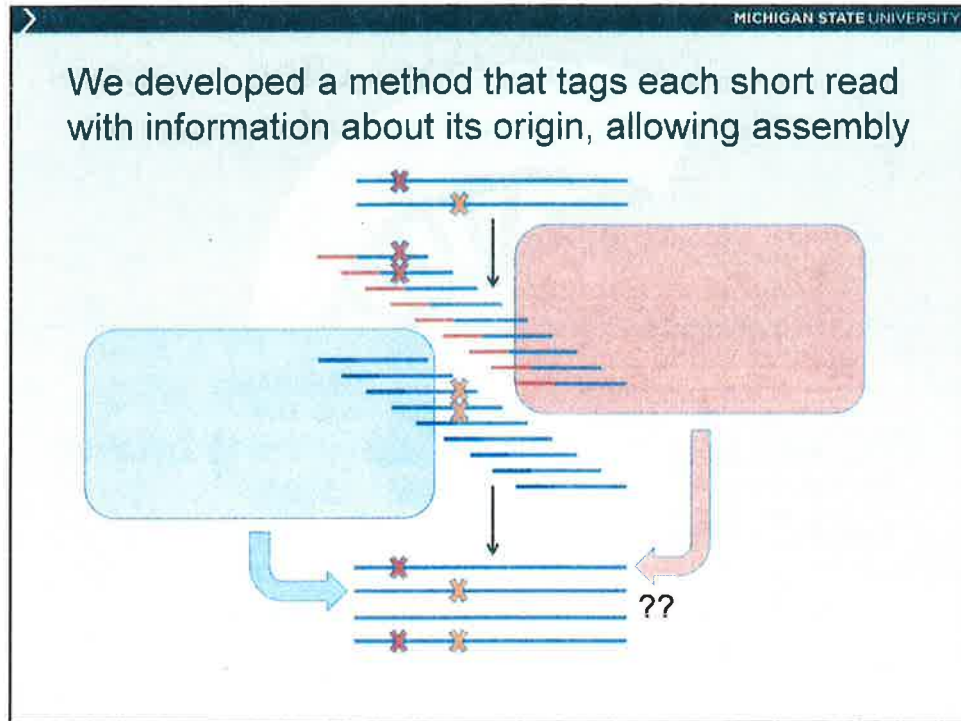 MICHIGAN STATE UNIVERSITY
We developed a method that tags each short read
with information about its origin, allowing assembly
??